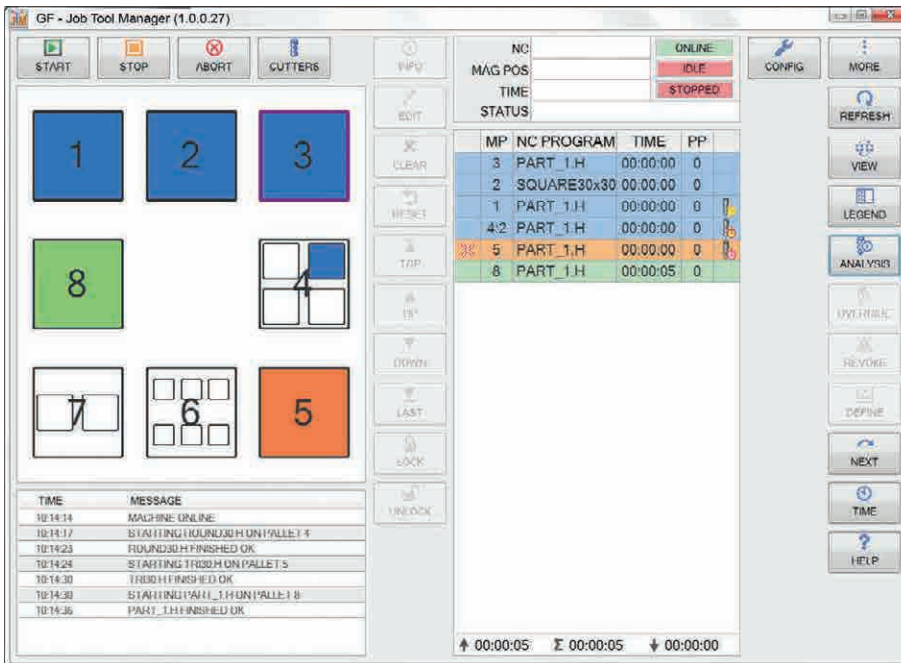 GF - Job Tool Manager (1.0.0.27)
START
STOP
ABORT
CUTTERS
INFO
NC
ONLINE
MAG POS
IDLE
TIME
STOPPED
STATUS
CONFIG
MORE
EDIT
CLEAR
RESET
TOP
UP
DOWN
LAST
LOCK
UNLOCK
1
2
3
8
4
7
6
5
MP NC PROGRAM TIME PP
3 PART_1.H 00:00:00 0
2 SQUARE30x30 00:00:00 0
1 PART_1.H 00:00:00 0
4:2 PART_1.H 00:00:00 0
5 PART_1.H 00:00:00 0
8 PART_1.H 00:00:05 0
REFRESH
VIEW
LEGEND
ANALYSIS
OVERRIDE
REVOKE
DEFINE
NEXT
TIME
HELP
TIME MESSAGE
10:14:14 MACHINE ONLINE
10:14:17 STARTING ROUND30.H ON PALLET 4
10:14:23 ROUND30.H FINISHED OK
10:14:24 STARTING TRI30.H ON PALLET 5
10:14:30 TRI30.H FINISHED OK
10:14:30 STARTING PART_1.H ON PALLET 8
10:14:36 PART_1.H FINISHED OK
00:00:05 Σ 00:00:05 00:00:00